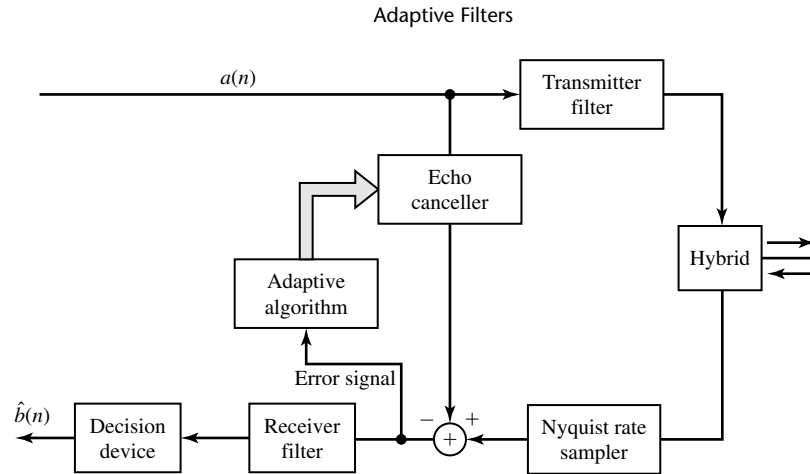 Adaptive Filters
a(n)
Transmitter
filter
Echo
canceller
Hybrid
Adaptive
algorithm
Error signal
b̂(n)
− +
Decision
device
Receiver
filter
+
Nyquist rate
sampler